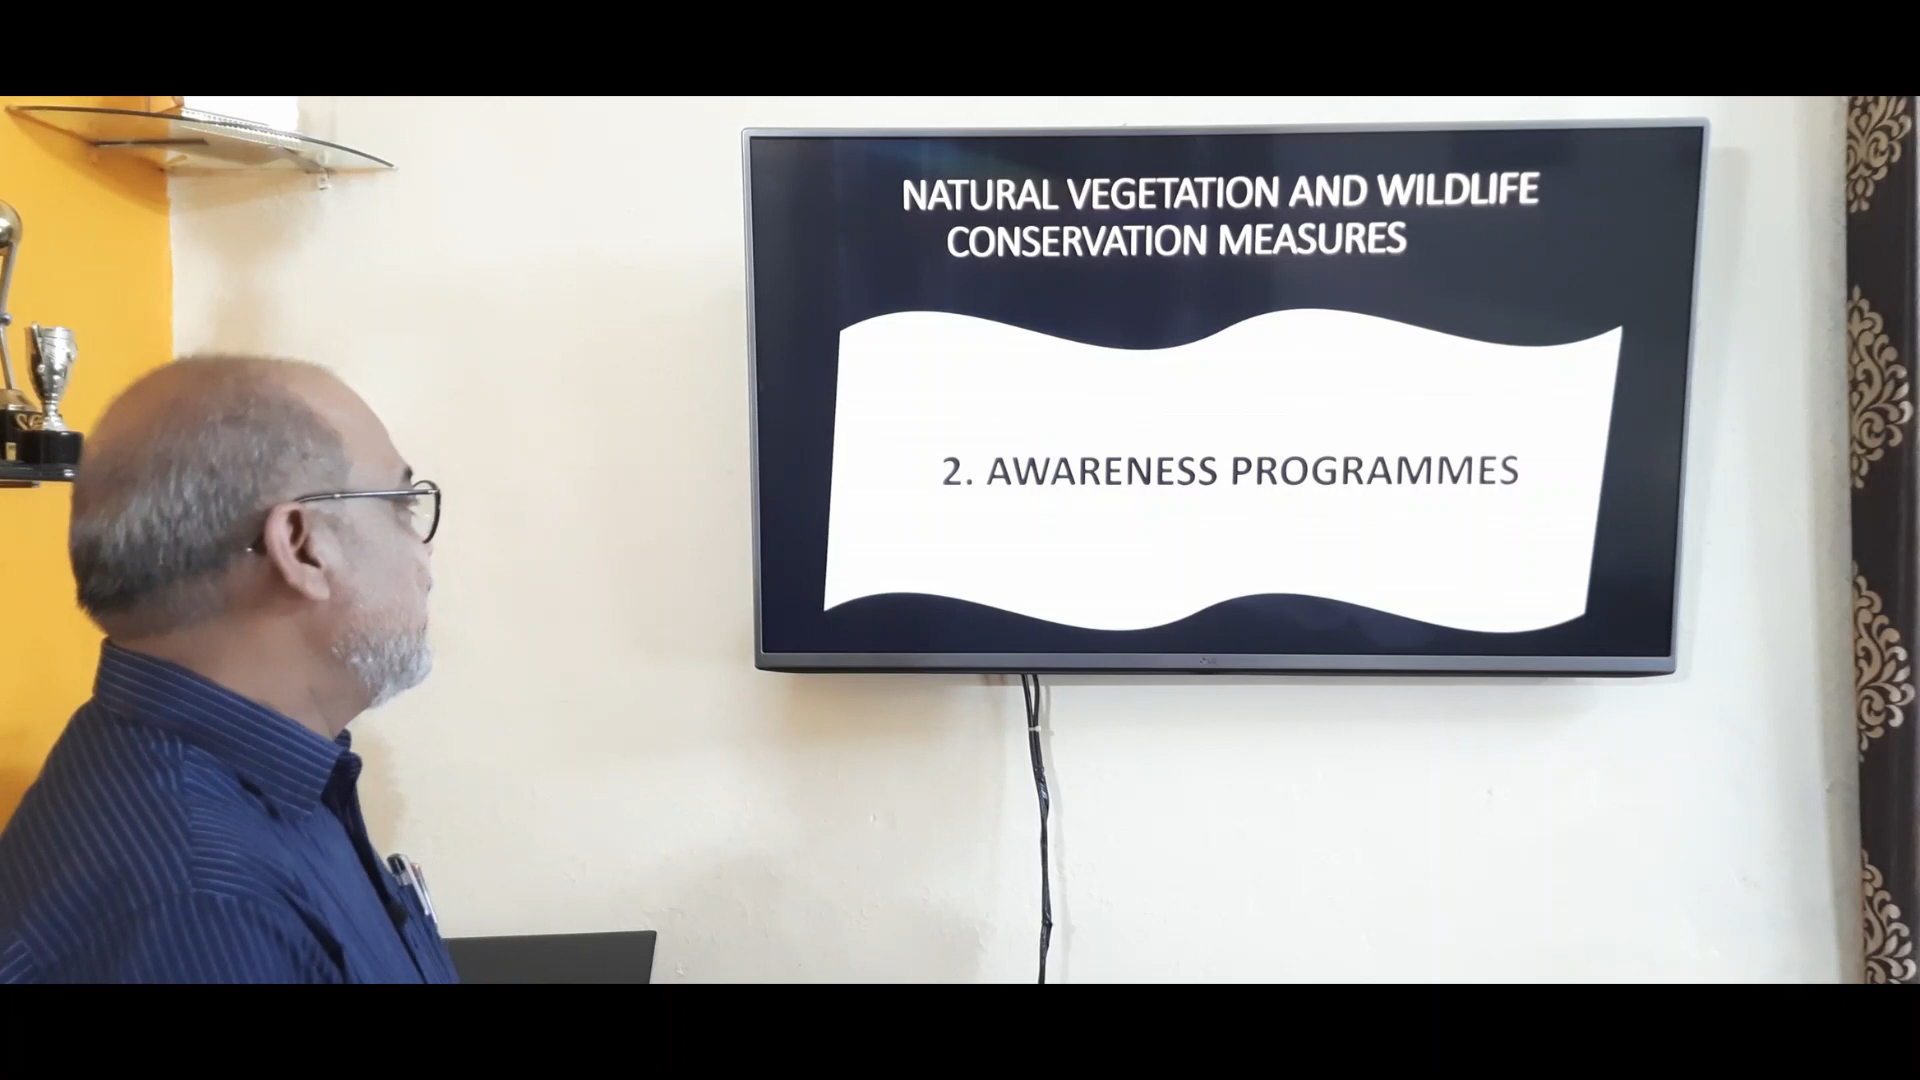 NATURAL VEGETATION AND WILDLIFE
CONSERVATION MEASURES
2. AWARENESS PROGRAMMES